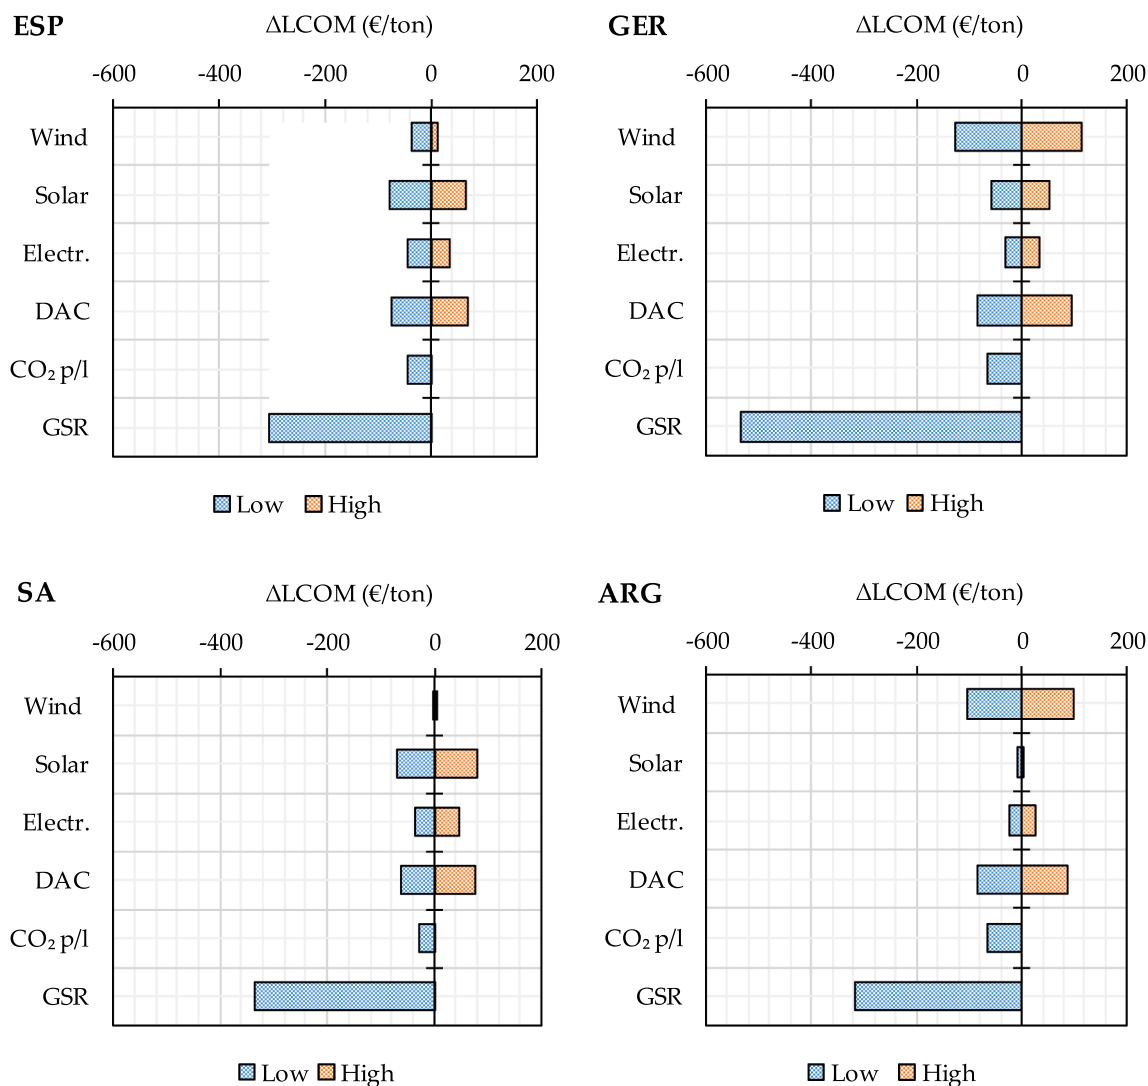 ESP
ΔLCOM (€/ton)
-600 -400 -200 0 200
Wind
Solar
Electr.
DAC
CO₂ p/l
GSR
Low High
GER
ΔLCOM (€/ton)
-600 -400 -200 0 200
Wind
Solar
Electr.
DAC
CO₂ p/l
GSR
Low High
SA
ΔLCOM (€/ton)
-600 -400 -200 0 200
Wind
Solar
Electr.
DAC
CO₂ p/l
GSR
Low High
ARG
ΔLCOM (€/ton)
-600 -400 -200 0 200
Wind
Solar
Electr.
DAC
CO₂ p/l
GSR
Low High